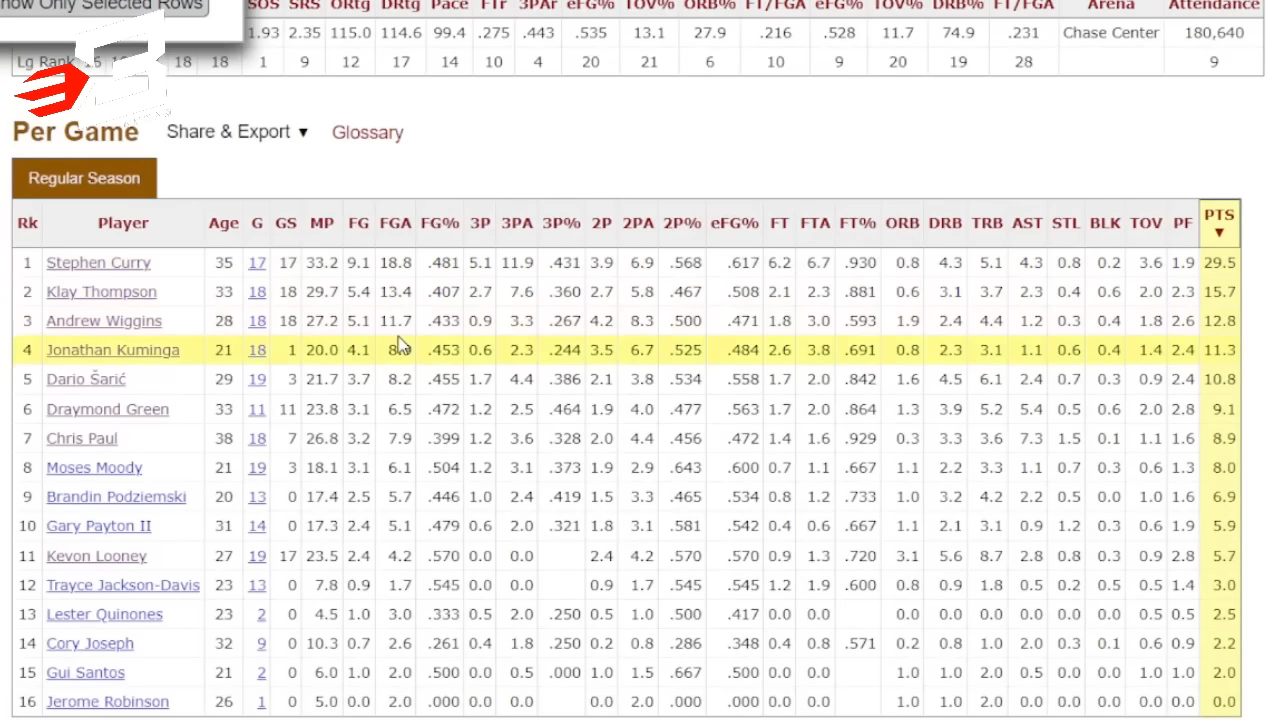 now Only Selected Rows
SOS SRS ORtg DRtg Pace FTr 3PAr eFG% TOV% ORB% FT/FGA eFG% TOV% DRB% FT/FGA Arena Attendance
1.93 2.35 115.0 114.6 99.4 .275 .443 .535 13.1 27.9 .216 .528 11.7 74.9 .231 Chase Center 180,640
Lg Rank 18 18 1 9 12 17 14 10 4 20 21 6 10 9 20 19 28 9
Per Game Share & Export ▼ Glossary
Regular Season
Rk Player Age G GS MP FG FGA FG% 3P 3PA 3P% 2P 2PA 2P% eFG% FT FTA FT% ORB DRB TRB AST STL BLK TOV PF PTS ▼
1 Stephen Curry 35 17 17 33.2 9.1 18.8 .481 5.1 11.9 .431 3.9 6.9 .568 .617 6.2 6.7 .930 0.8 4.3 5.1 4.3 0.8 0.2 3.6 1.9 29.5
2 Klay Thompson 33 18 18 29.7 5.4 13.4 .407 2.7 7.6 .360 2.7 5.8 .467 .508 2.1 2.3 .881 0.6 3.1 3.7 2.3 0.4 0.6 2.0 2.3 15.7
3 Andrew Wiggins 28 18 18 27.2 5.1 11.7 .433 0.9 3.3 .267 4.2 8.3 .500 .471 1.8 3.0 .593 1.9 2.4 4.4 1.2 0.3 0.4 1.8 2.6 12.8
4 Jonathan Kuminga 21 18 1 20.0 4.1 .453 0.6 2.3 .244 3.5 6.7 .525 .484 2.6 3.8 .691 0.8 2.3 3.1 1.1 0.6 0.4 1.4 2.4 11.3
5 Dario Šarić 29 19 3 21.7 3.7 8.2 .455 1.7 4.4 .386 2.1 3.8 .534 .558 1.7 2.0 .842 1.6 4.5 6.1 2.4 0.7 0.3 0.9 2.4 10.8
6 Draymond Green 33 11 11 23.8 3.1 6.5 .472 1.2 2.5 .464 1.9 4.0 .477 .563 1.7 2.0 .864 1.3 3.9 5.2 5.4 0.5 0.6 2.0 2.8 9.1
7 Chris Paul 38 18 7 26.8 3.2 7.9 .399 1.2 3.6 .328 2.0 4.4 .456 .472 1.4 1.6 .929 0.3 3.3 3.6 7.3 1.5 0.1 1.1 1.6 8.9
8 Moses Moody 21 19 3 18.1 3.1 6.1 .504 1.2 3.1 .373 1.9 2.9 .643 .600 0.7 1.1 .667 1.1 2.2 3.3 1.1 0.7 0.3 0.6 1.3 8.0
9 Brandin Podziemski 20 13 0 17.4 2.5 5.7 .446 1.0 2.4 .419 1.5 3.3 .465 .534 0.8 1.2 .733 1.0 3.2 4.2 2.2 0.5 0.0 1.0 1.6 6.9
10 Gary Payton II 31 14 0 17.3 2.4 5.1 .479 0.6 2.0 .321 1.8 3.1 .581 .542 0.4 0.6 .667 1.1 2.1 3.1 0.9 1.2 0.3 0.6 1.9 5.9
11 Kevon Looney 27 19 17 23.5 2.4 4.2 .570 0.0 0.0 2.4 4.2 .570 .570 0.9 1.3 .720 3.1 5.6 8.7 2.8 0.8 0.3 0.9 2.8 5.7
12 Trayce Jackson-Davis 23 13 0 7.8 0.9 1.7 .545 0.0 0.0 0.9 1.7 .545 .545 1.2 1.9 .600 0.8 0.9 1.8 0.5 0.2 0.5 0.5 1.4 3.0
13 Lester Quinones 23 2 0 4.5 1.0 3.0 .333 0.5 2.0 .250 0.5 1.0 .500 .417 0.0 0.0 0.0 0.0 0.0 0.0 0.0 0.0 0.5 0.5 2.5
14 Cory Joseph 32 9 0 10.3 0.7 2.6 .261 0.4 1.8 .250 0.2 0.8 .286 .348 0.4 0.8 .571 0.2 0.8 1.0 2.0 0.3 0.1 0.6 0.9 2.2
15 Gui Santos 21 2 0 6.0 1.0 2.0 .500 0.0 0.5 .000 1.0 1.5 .667 .500 0.0 0.0 1.0 1.0 2.0 0.5 0.0 0.0 1.0 1.0 2.0
16 Jerome Robinson 26 1 0 5.0 0.0 2.0 .000 0.0 0.0 0.0 2.0 .000 .000 0.0 0.0 1.0 1.0 2.0 0.0 0.0 0.0 0.0 0.0 0.0